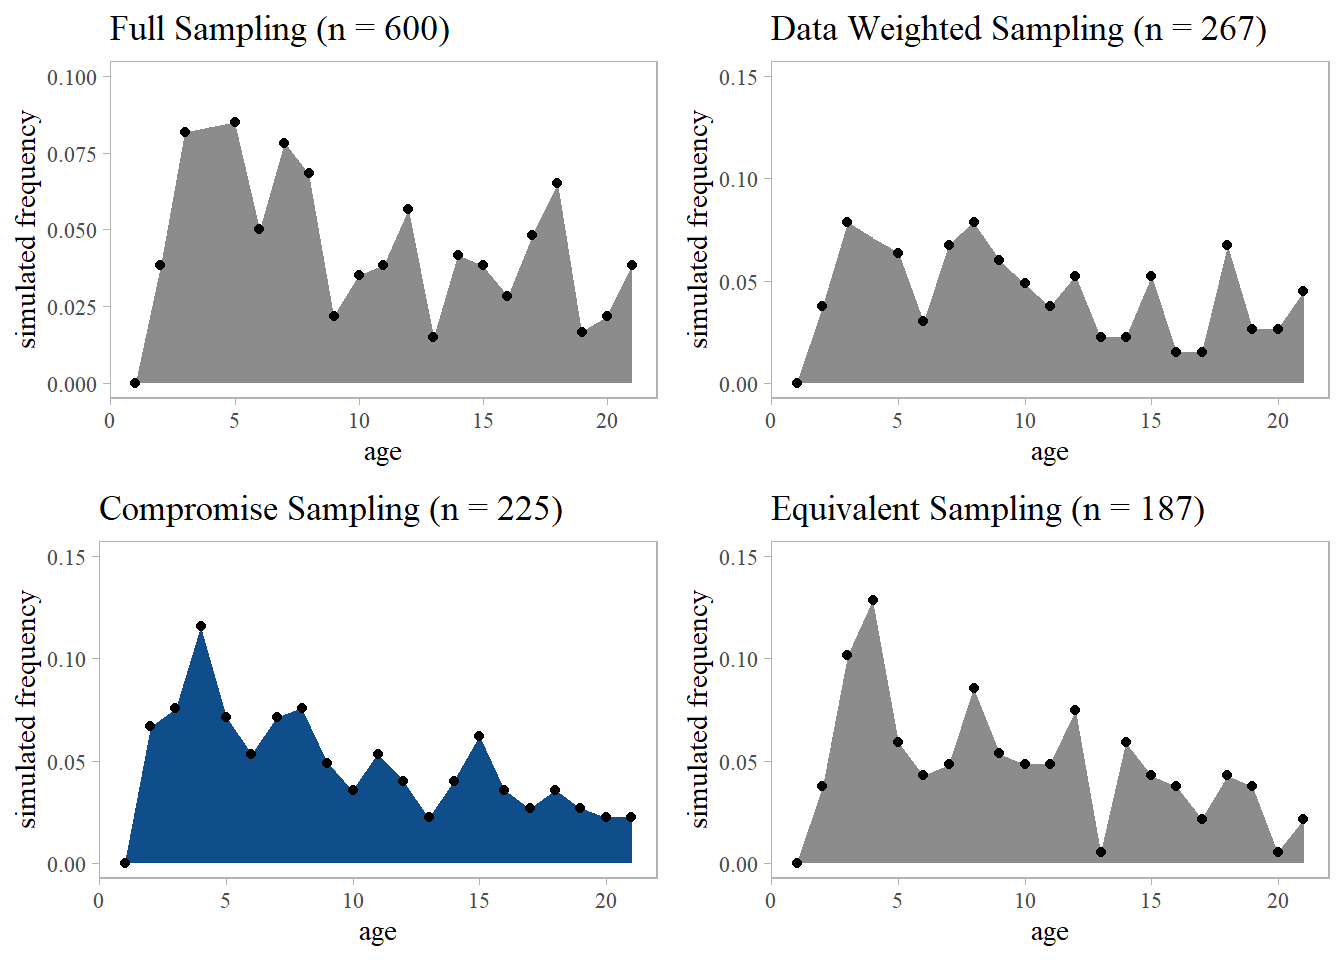 Full Sampling (n = 600)
simulated frequency
0.100
0.075
0.050
0.025
0.000
0 5 10 15 20
age
Data Weighted Sampling (n = 267)
simulated frequency
0.15
0.10
0.05
0.00
0 5 10 15 20
age
Compromise Sampling (n = 225)
simulated frequency
0.15
0.10
0.05
0.00
0 5 10 15 20
age
Equivalent Sampling (n = 187)
simulated frequency
0.15
0.10
0.05
0.00
0 5 10 15 20
age